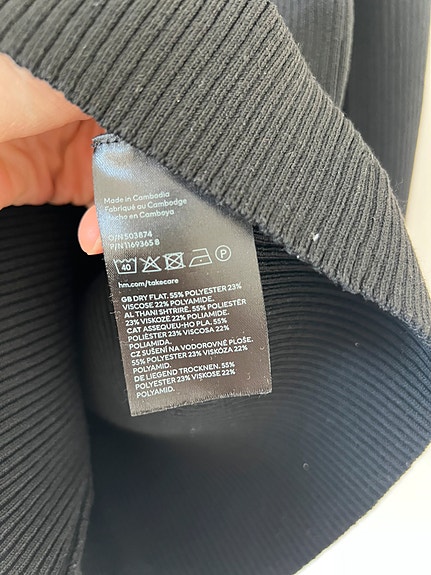 Made in Cambodia
Fabriqué au Cambodge
Hecho en Camboya
O/N 503874
P/N 1169365 8
40
P
hm.com/takecare
GB DRY FLAT. 55% POLYESTER 23%
VISCOSE 22% POLYAMIDE.
AL THANI SHTRIRË. 55% POLIESTËR
23% VISKOZË 22% POLIAMIDE.
CAT ASSEQUEU-HO PLA. 55%
POLIÈSTER 23% VISCOSA 22%
POLIAMIDA.
CZ SUŠENÍ NA VODOROVNÉ PLOŠE.
55% POLYESTER 23% VISKÓZA 22%
POLYAMID.
DE LIEGEND TROCKNEN. 55%
POLYESTER 23% VISKOSE 22%
POLYAMID.